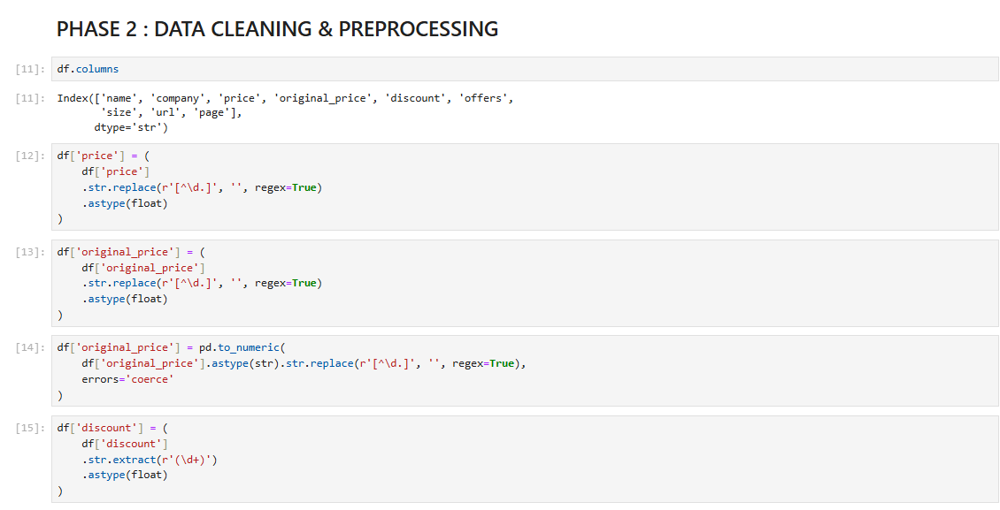 PHASE 2 : DATA CLEANING & PREPROCESSING
[11]: df.columns
[11]: Index(['name', 'company', 'price', 'original_price', 'discount', 'offers',
'size', 'url', 'page'],
dtype='str')
[12]: df['price'] = (
df['price']
.str.replace(r'[^\d.]', '', regex=True)
.astype(float)
)
[13]: df['original_price'] = (
df['original_price']
.str.replace(r'[^\d.]', '', regex=True)
.astype(float)
)
[14]: df['original_price'] = pd.to_numeric(
df['original_price'].astype(str).str.replace(r'[^\d.]', '', regex=True),
errors='coerce'
)
[15]: df['discount'] = (
df['discount']
.str.extract(r'(\d+)')
.astype(float)
)